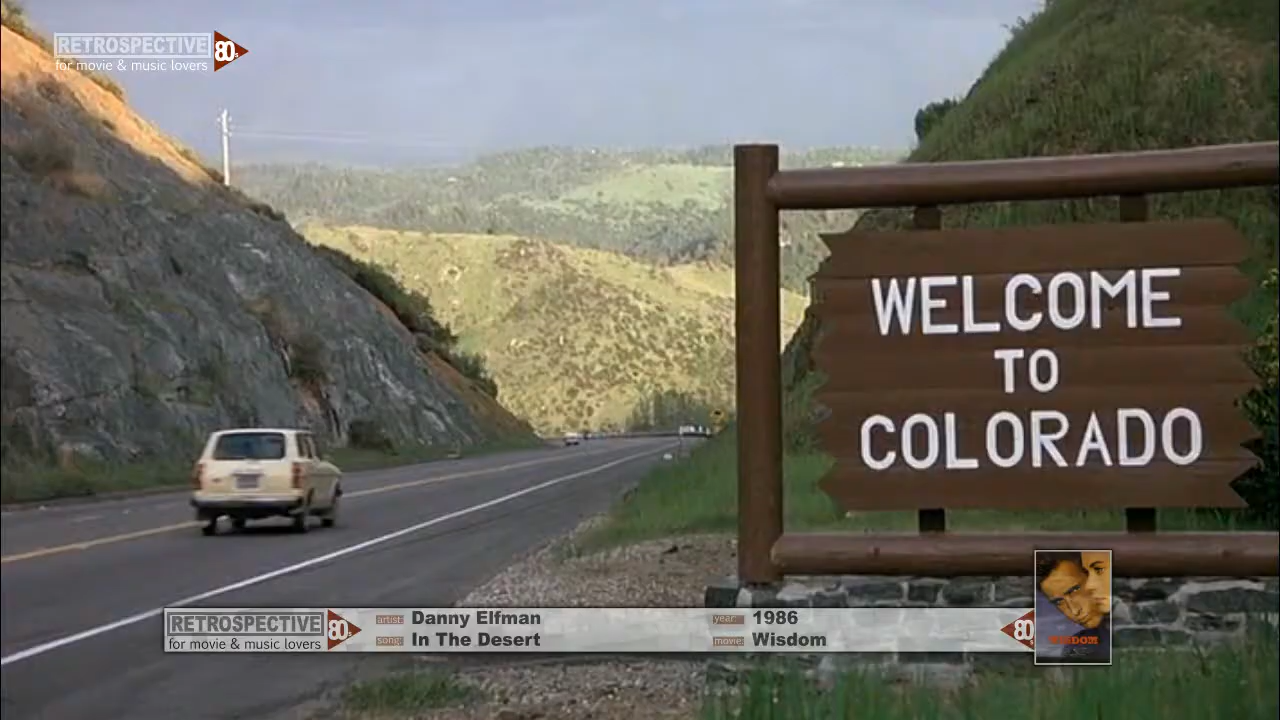 RETROSPECTIVE 80s
for movie & music lovers
WELCOME
TO
COLORADO
RETROSPECTIVE 80s
for movie & music lovers
artist: Danny Elfman
song: In The Desert
year: 1986
movie: Wisdom
80s
WISDOM